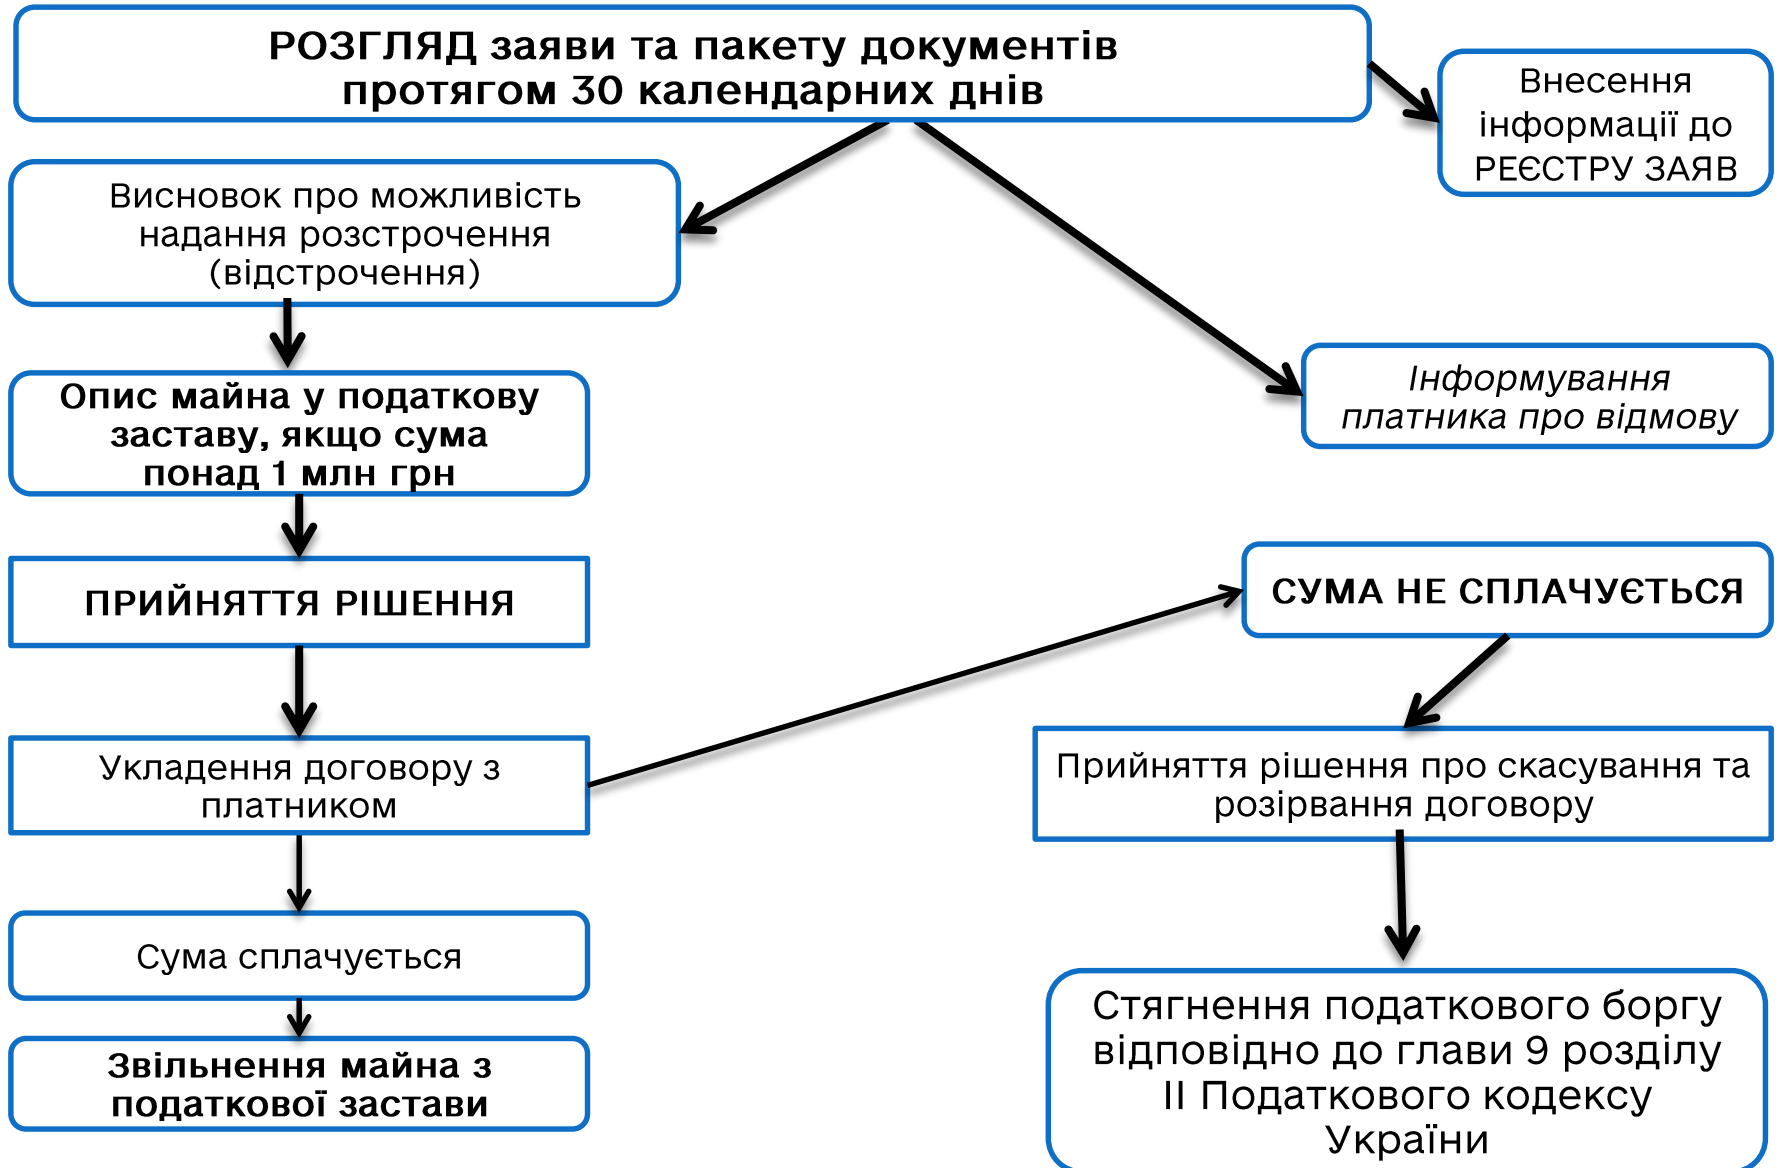 РОЗГЛЯД заяви та пакету документів
протягом 30 календарних днів
Внесення
інформації до
РЕЄСТРУ ЗАЯВ
Висновок про можливість
надання розстрочення
(відстрочення)
Інформування
платника про відмову
Опис майна у податкову
заставу, якщо сума
понад 1 млн грн
ПРИЙНЯТТЯ РІШЕННЯ
СУМА НЕ СПЛАЧУЄТЬСЯ
Укладення договору з
платником
Прийняття рішення про скасування та
розірвання договору
Сума сплачується
Звільнення майна з
податкової застави
Стягнення податкового боргу
відповідно до глави 9 розділу
ІІ Податкового кодексу
України